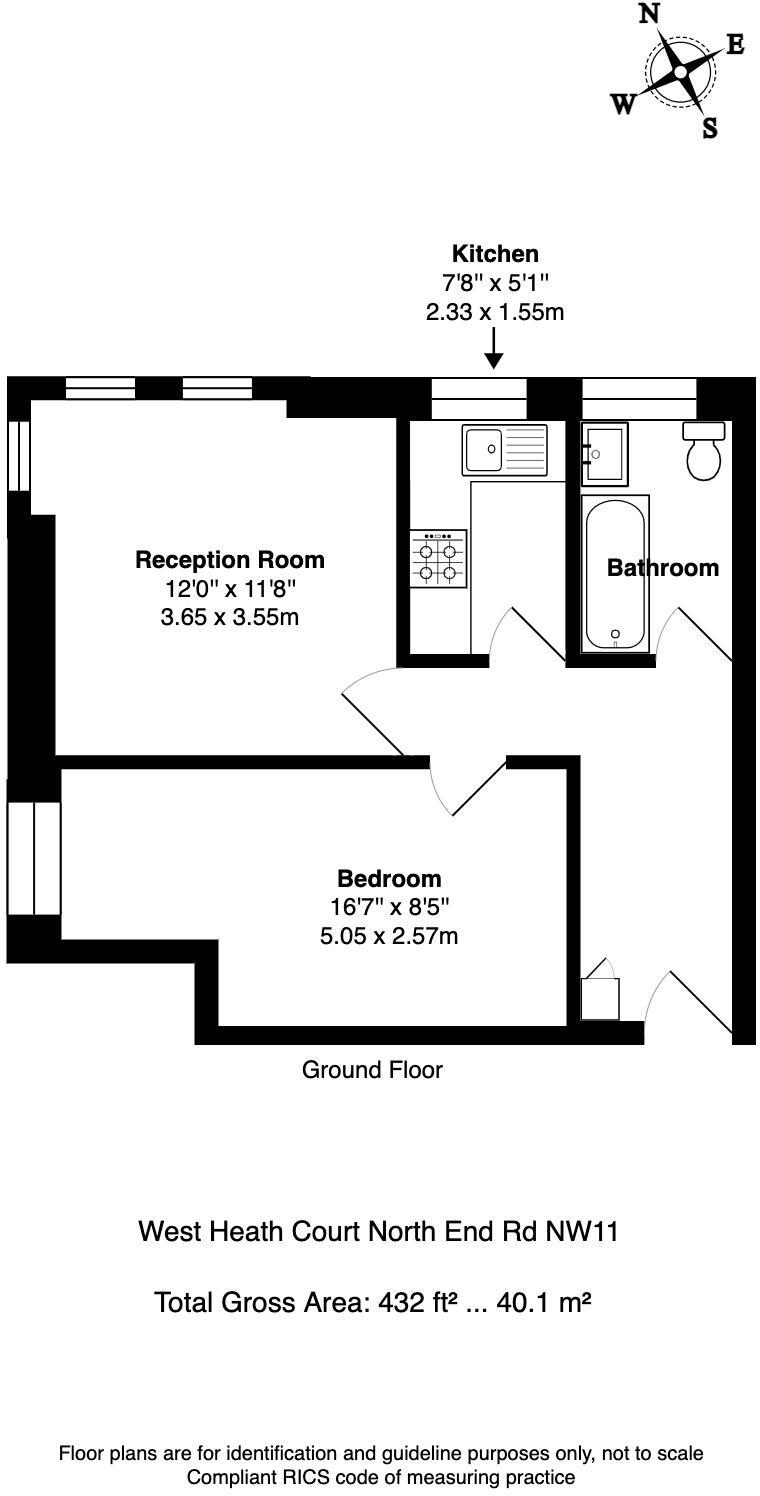 N
E
W
S
Kitchen
7'8" x 5'1"
2.33 x 1.55m
Reception Room
12'0" x 11'8"
3.65 x 3.55m
Bathroom
Bedroom
16'7" x 8'5"
5.05 x 2.57m
Ground Floor
West Heath Court North End Rd NW11
Total Gross Area: 432 ft² ... 40.1 m²
Floor plans are for identification and guideline purposes only, not to scale
Compliant RICS code of measuring practice